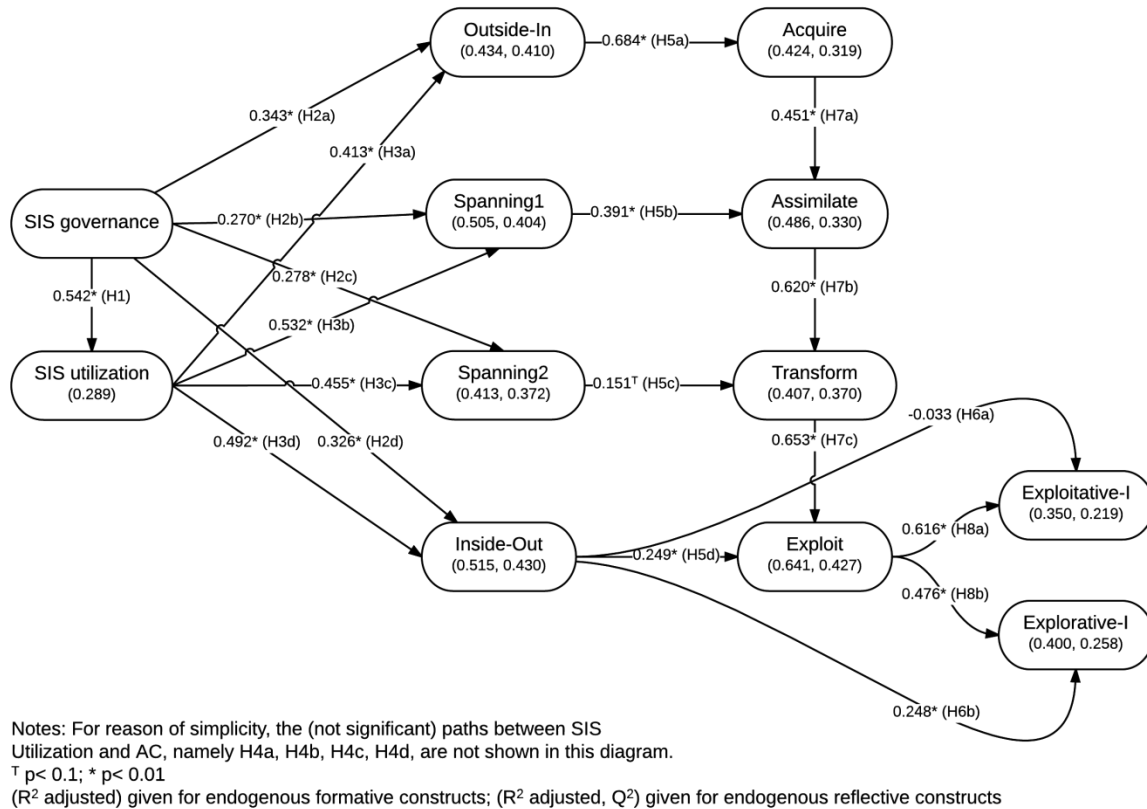 Outside-In
(0.434, 0.410)
0.684* (H5a)
Acquire
(0.424, 0.319)
0.343* (H2a)
0.413* (H3a)
0.451* (H7a)
SIS governance
0.270* (H2b)
Spanning1
(0.505, 0.404)
0.391* (H5b)
Assimilate
(0.486, 0.330)
0.542* (H1)
0.278* (H2c)
0.532* (H3b)
0.620* (H7b)
SIS utilization
(0.289)
0.455* (H3c)
Spanning2
(0.413, 0.372)
0.151ᵀ (H5c)
Transform
(0.407, 0.370)
0.492* (H3d)
0.326* (H2d)
0.653* (H7c)
-0.033 (H6a)
Exploitative-I
(0.350, 0.219)
Inside-Out
(0.515, 0.430)
0.249* (H5d)
Exploit
(0.641, 0.427)
0.616* (H8a)
0.476* (H8b)
Explorative-I
(0.400, 0.258)
0.248* (H6b)
Notes: For reason of simplicity, the (not significant) paths between SIS
Utilization and AC, namely H4a, H4b, H4c, H4d, are not shown in this diagram.
ᵀ p< 0.1; * p< 0.01
(R² adjusted) given for endogenous formative constructs; (R² adjusted, Q²) given for endogenous reflective constructs